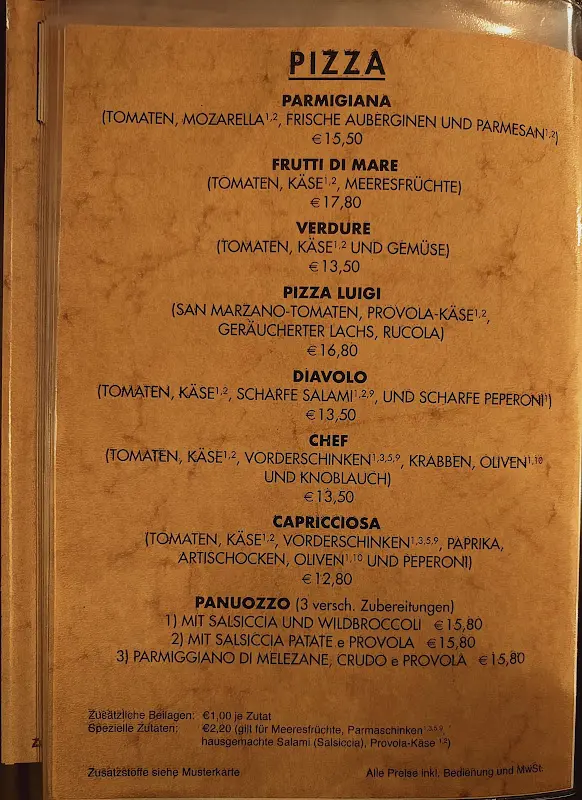 PIZZA
PARMIGIANA
(TOMATEN, MOZARELLA¹,², FRISCHE AUBERGINEN UND PARMESAN¹,²)
€15,50
FRUTTI DI MARE
(TOMATEN, KÄSE¹,², MEERESFRÜCHTE)
€17,80
VERDURE
(TOMATEN, KÄSE¹,² UND GEMÜSE)
€13,50
PIZZA LUIGI
(SAN MARZANO-TOMATEN, PROVOLA-KÄSE¹,²,
GERÄUCHERTER LACHS, RUCOLA)
€16,80
DIAVOLO
(TOMATEN, KÄSE¹,², SCHARFE SALAMI¹,²,⁹, UND SCHARFE PEPERONI¹)
€13,50
CHEF
(TOMATEN, KÄSE¹,², VORDERSCHINKEN¹,³,⁵,⁹, KRABBEN, OLIVEN¹,¹⁰
UND KNOBLAUCH)
€13,50
CAPRICCIOSA
(TOMATEN, KÄSE¹,², VORDERSCHINKEN¹,³,⁵,⁹, PAPRIKA,
ARTISCHOCKEN, OLIVEN¹,¹⁰ UND PEPERONI)
€12,80
PANUOZZO (3 versch. Zubereitungen)
1) MIT SALSICCIA UND WILDBROCCOLI €15,80
2) MIT SALSICCIA PATATE e PROVOLA €15,80
3) PARMIGGIANO DI MELEZANE, CRUDO e PROVOLA €15,80
Zusätzliche Beilagen: €1,00 je Zutat
Spezielle Zutaten: €2,20 (gilt für Meeresfrüchte, Parmaschinken¹,³,⁵,⁹,
hausgemachte Salami (Salsiccia), Provola-Käse ¹,²)
Zusatzstoffe siehe Musterkarte Alle Preise inkl. Bedienung und MwSt.